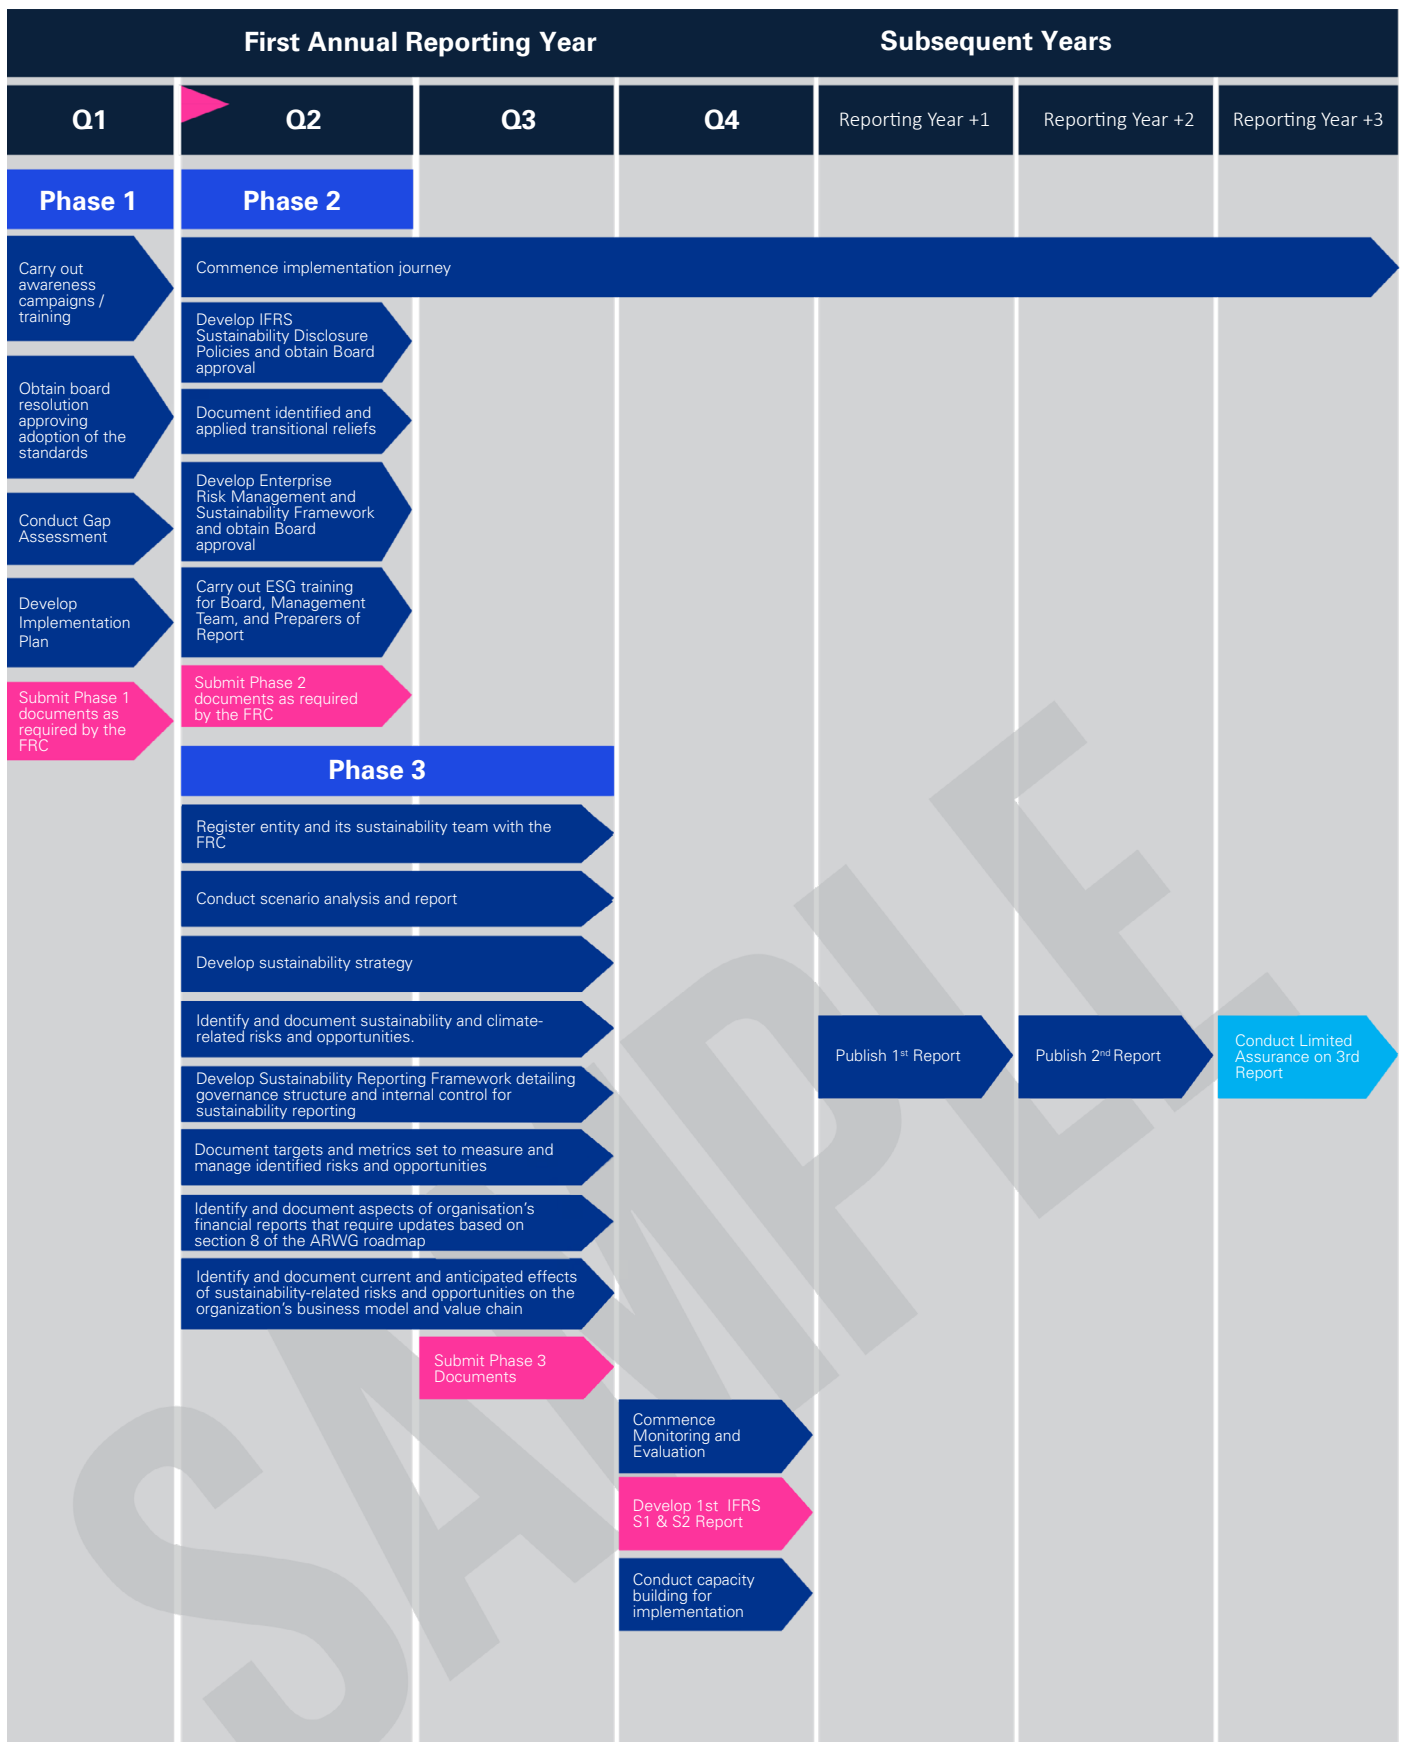 First Annual Reporting Year
Subsequent Years
Q1
Q2
Q3
Q4
Reporting Year +1
Reporting Year +2
Reporting Year +3
Phase 1
Phase 2
Carry out
awareness
campaigns /
training
Obtain board
resolution
approving
adoption of the
standards
Conduct Gap
Assessment
Develop
Implementation
Plan
Submit Phase 1
documents as
required by the
FRC
Commence implementation journey
Develop IFRS
Sustainability Disclosure
Policies and obtain Board
approval
Document identified and
applied transitional reliefs
Develop Enterprise
Risk Management and
Sustainability Framework
and obtain Board
approval
Carry out ESG training
for Board, Management
Team, and Preparers of
Report
Submit Phase 2
documents as required
by the FRC
Phase 3
Register entity and its sustainability team with the
FRC
Conduct scenario analysis and report
Develop sustainability strategy
Identify and document sustainability and climate-
related risks and opportunities.
Develop Sustainability Reporting Framework detailing
governance structure and internal control for
sustainability reporting
Document targets and metrics set to measure and
manage identified risks and opportunities
Identify and document aspects of organisation's
financial reports that require updates based on
section 8 of the ARWG roadmap
Identify and document current and anticipated effects
of sustainability-related risks and opportunities on the
organization's business model and value chain
Submit Phase 3
Documents
Commence
Monitoring and
Evaluation
Develop 1st IFRS
S1 & S2 Report
Conduct capacity
building for
implementation
Publish 1st Report
Publish 2nd Report
Conduct Limited
Assurance on 3rd
Report
SAMPLE